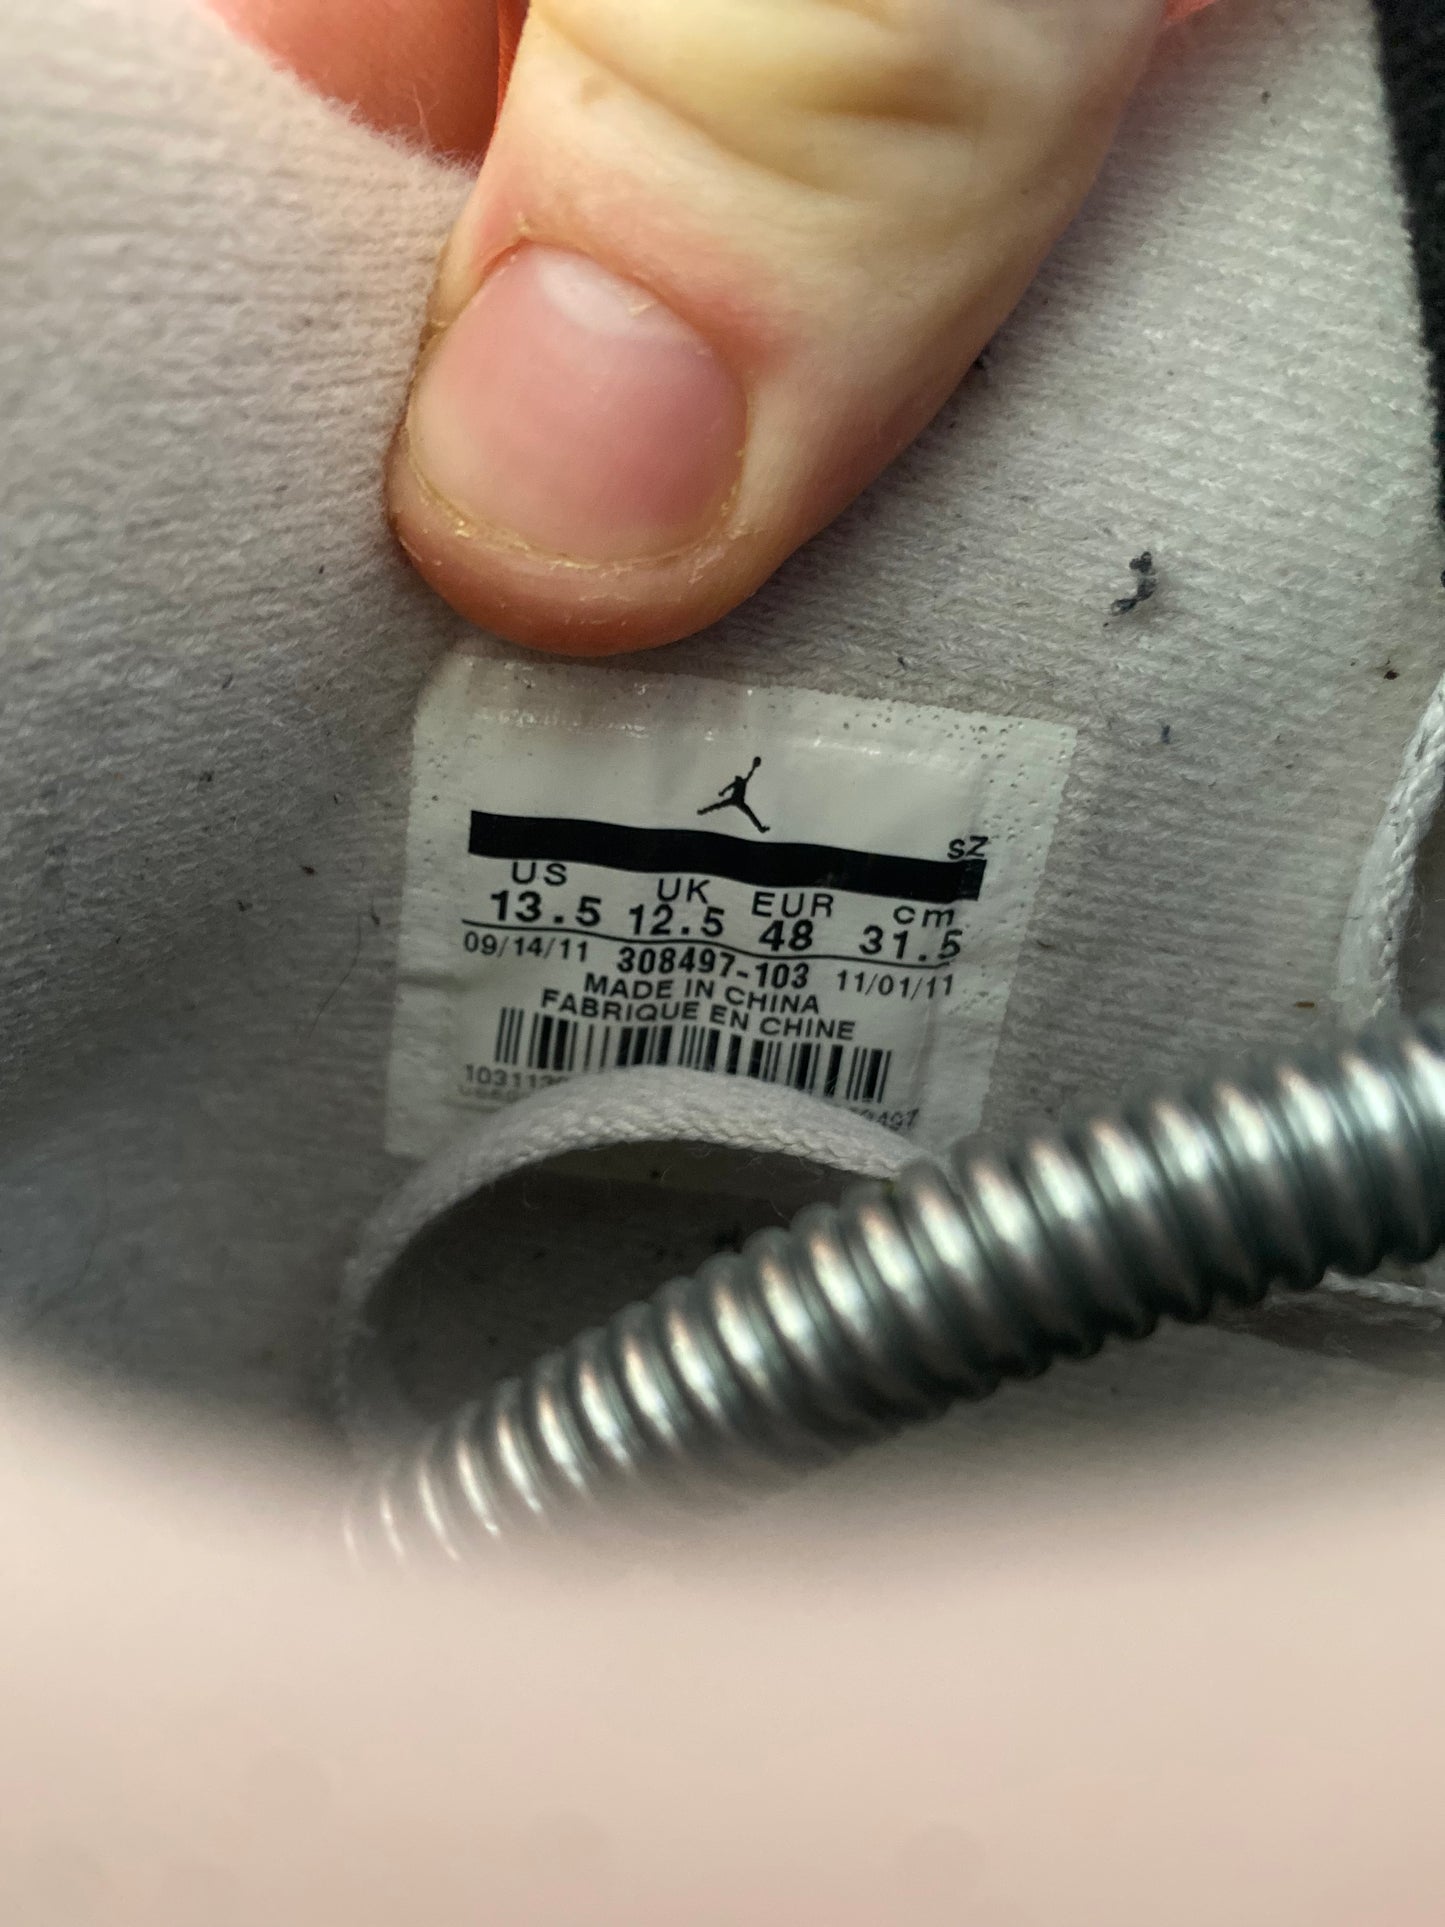 SZ
US UK EUR cm
13.5 12.5 48 31.5
09/14/11 308497-103 11/01/11
MADE IN CHINA
FABRIQUE EN CHINE